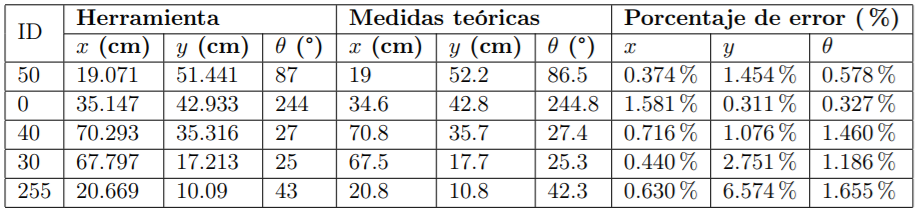 ID Herramienta Medidas teóricas Porcentaje de error (%)
x (cm) y (cm) θ (°) x (cm) y (cm) θ (°) x y θ
50 19.071 51.441 87 19 52.2 86.5 0.374 % 1.454 % 0.578 %
0 35.147 42.933 244 34.6 42.8 244.8 1.581 % 0.311 % 0.327 %
40 70.293 35.316 27 70.8 35.7 27.4 0.716 % 1.076 % 1.460 %
30 67.797 17.213 25 67.5 17.7 25.3 0.440 % 2.751 % 1.186 %
255 20.669 10.09 43 20.8 10.8 42.3 0.630 % 6.574 % 1.655 %